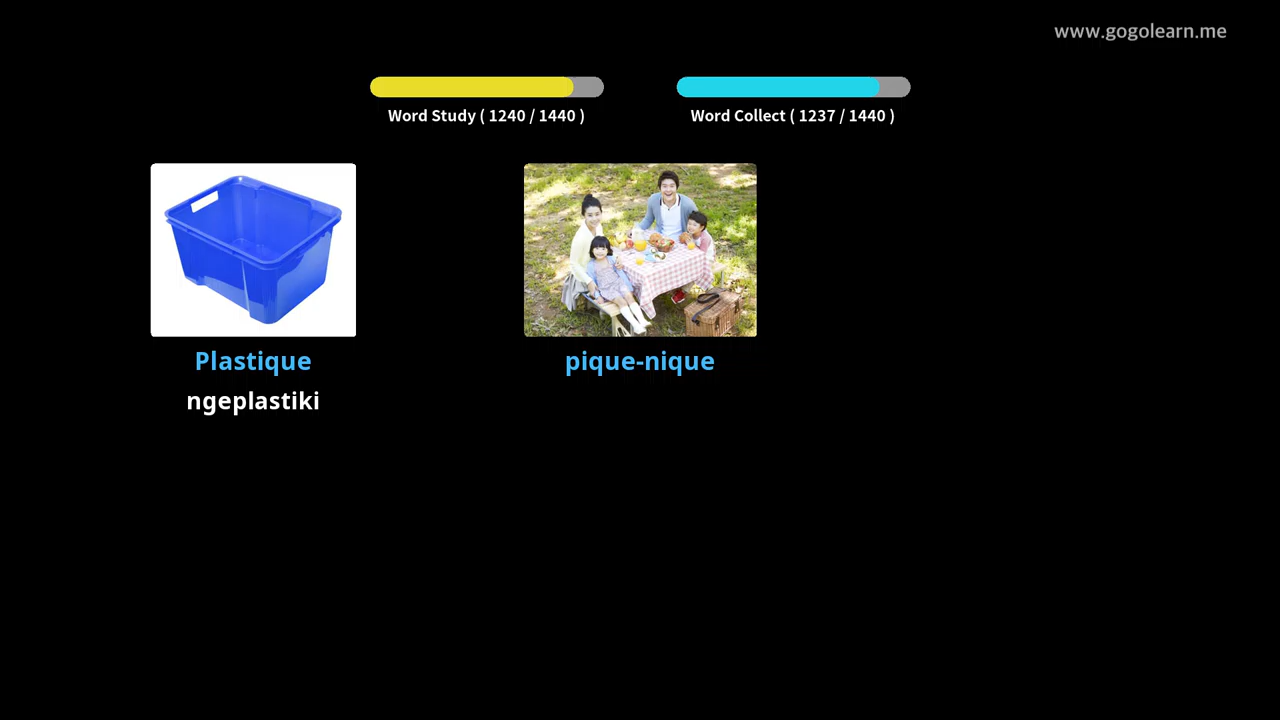 www.gogolearn.me
Word Study ( 1240 / 1440 )
Word Collect ( 1237 / 1440 )
Plastique
ngeplastiki
pique-nique